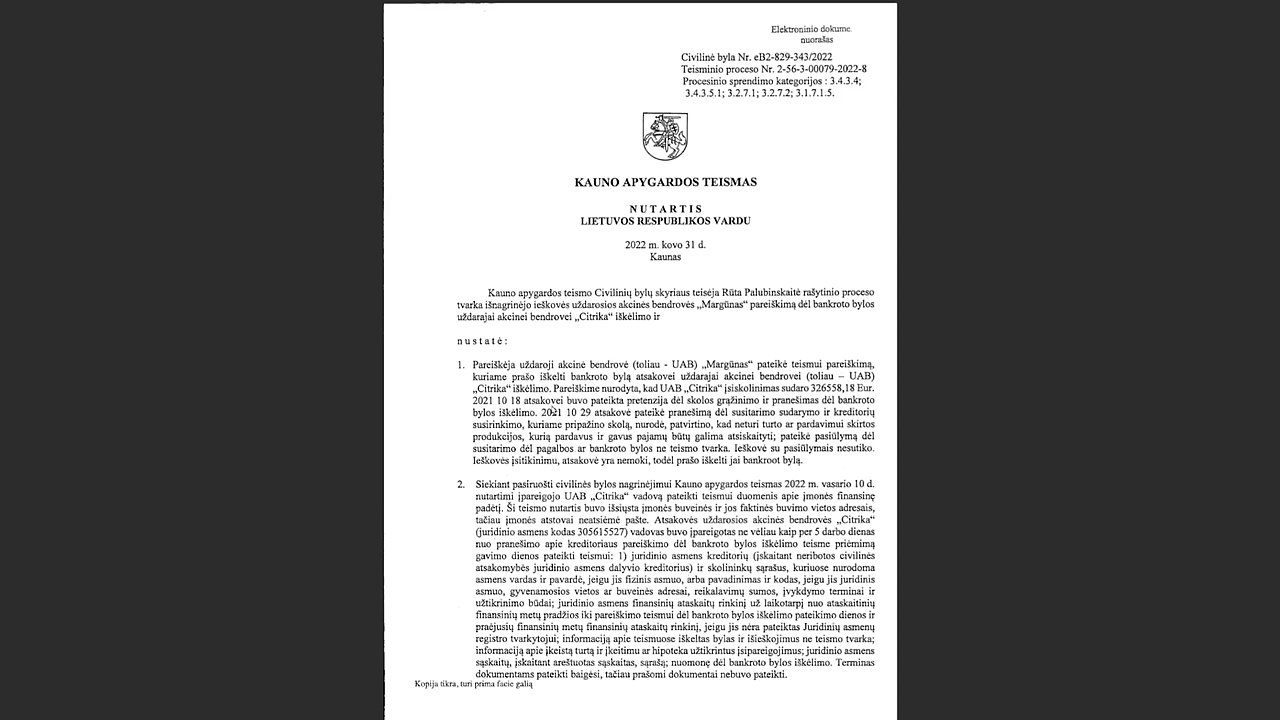 Elektroninio dokume
nuorašas
Civilinė byla Nr. eB2-829-343/2022
Teisminio proceso Nr. 2-56-3-00079-2022-8
Procesinio sprendimo kategorijos : 3.4.3.4;
3.4.3.5.1; 3.2.7.1; 3.2.7.2; 3.1.7.1.5.
KAUNO APYGARDOS TEISMAS
N U T A R T I S
LIETUVOS RESPUBLIKOS VARDU
2022 m. kovo 31 d.
Kaunas
Kauno apygardos teismo Civilinių bylų skyriaus teisėja Rūta Palubinskaitė rašytinio proceso
tvarka išnagrinėjo ieškovės uždarosios akcinės bendrovės „Margūnas“ pareiškimą dėl bankroto bylos
uždarajai akcinei bendrovei „Citrika“ iškėlimo ir
n u s t a t ė :
1. Pareiškėja uždaroji akcinė bendrovė (toliau - UAB) „Margūnas“ pateikė teismui pareiškimą,
kuriame prašo iškelti bankroto bylą atsakovei uždarajai akcinei bendrovei (toliau – UAB)
„Citrika“ iškėlimo. Pareiškime nurodyta, kad UAB „Citrika“ įsiskolinimas sudaro 326558,18 Eur.
2021 10 18 atsakovei buvo pateikta pretenzija dėl skolos grąžinimo ir pranešimas dėl bankroto
bylos iškėlimo. 2021 10 29 atsakovė pateikė pranešimą dėl susitarimo sudarymo ir kreditorių
susirinkimo, kuriame pripažino skolą, nurodė, patvirtino, kad neturi turto ar pardavimui skirtos
produkcijos, kurią pardavus ir gavus pajamų būtų galima atsiskaityti; pateikė pasiūlymą dėl
susitarimo dėl pagalbos ar bankroto bylos ne teismo tvarka. Ieškovė su pasiūlymais nesutiko.
Ieškovės įsitikinimu, atsakovė yra nemoki, todėl prašo iškelti jai bankroot bylą.
2. Siekiant pasiruošti civilinės bylos nagrinėjimui Kauno apygardos teismas 2022 m. vasario 10 d.
nutartimi įpareigojo UAB „Citrika“ vadovą pateikti teismui duomenis apie įmonės finansinę
padėtį. Ši teismo nutartis buvo išsiųsta įmonės buveinės ir jos faktinės buvimo vietos adresais,
tačiau įmonės atstovai neatsiėmė pašte. Atsakovės uždarosios akcinės bendrovės „Citrika“
(juridinio asmens kodas 305615527) vadovas buvo įpareigotas ne vėliau kaip per 5 darbo dienas
nuo pranešimo apie kreditoriaus pareiškimo dėl bankroto bylos iškėlimo teisme priėmimą
gavimo dienos pateikti teismui: 1) juridinio asmens kreditorių (įskaitant neribotos civilinės
atsakomybės juridinio asmens dalyvio kreditorius) ir skolininkų sąrašus, kuriuose nurodoma
asmens vardas ir pavardė, jeigu jis fizinis asmuo, arba pavadinimas ir kodas, jeigu jis juridinis
asmuo, gyvenamosios vietos ar buveinės adresai, reikalavimų sumos, įvykdymo terminai ir
užtikrinimo būdai; juridinio asmens finansinių ataskaitų rinkinį už laikotarpį nuo ataskaitinių
finansinių metų pradžios iki pareiškimo teismui dėl bankroto bylos iškėlimo pateikimo dienos ir
praėjusių finansinių metų finansinių ataskaitų rinkinį, jeigu jis nėra pateiktas Juridinių asmenų
registro tvarkytojui; informaciją apie teismuose iškeltas bylas ir išieškojimus ne teismo tvarka;
informaciją apie įkeistą turtą ir įkeitimu ar hipoteka užtikrintus įsipareigojimus; juridinio asmens
sąskaitų, įskaitant areštuotas sąskaitas, sąrašą; nuomonę dėl bankroto bylos iškėlimo. Terminas
dokumentams pateikti baigėsi, tačiau prašomi dokumentai nebuvo pateikti.
Kopija tikra, turi prima facie galią